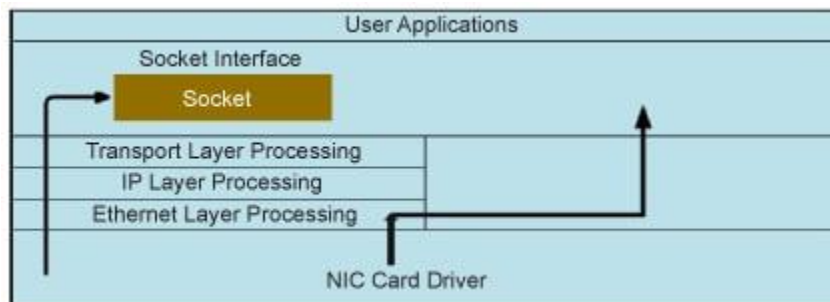 User Applications
Socket Interface
Socket
Transport Layer Processing
IP Layer Processing
Ethernet Layer Processing
NIC Card Driver